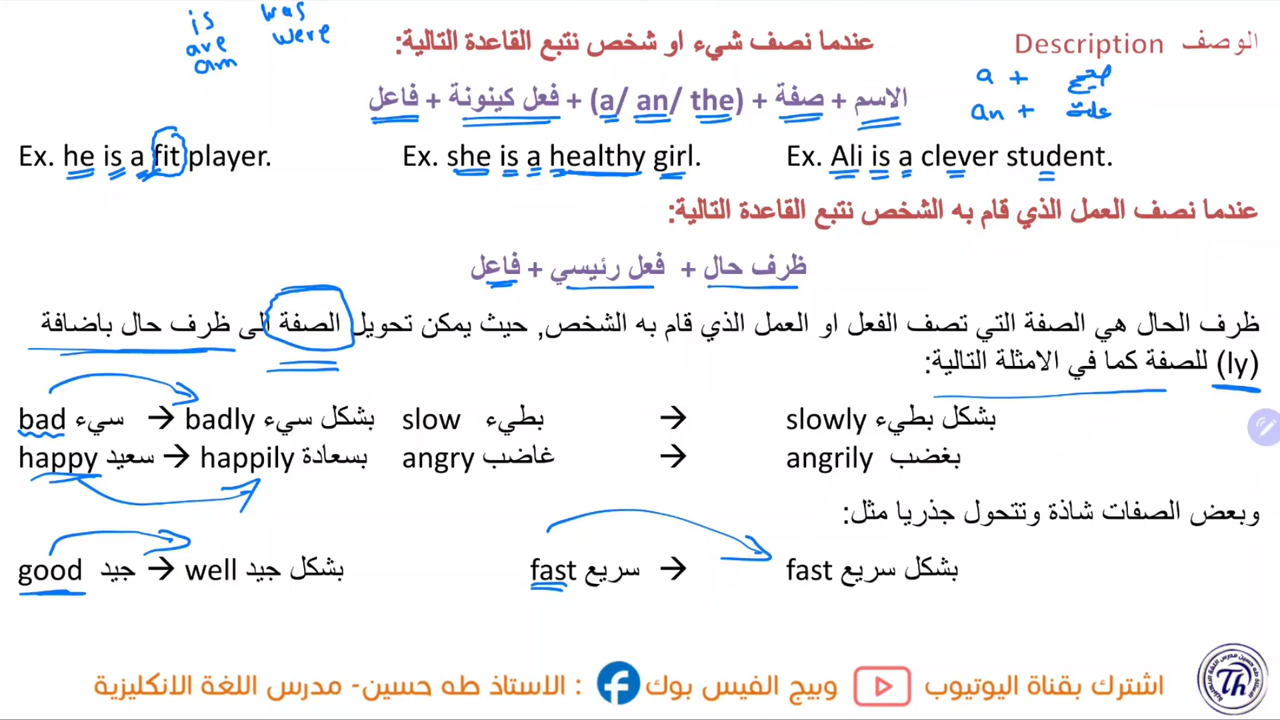 الوصف Description
عندما نصف شيء او شخص نتبع القاعدة التالية:
is was
are were
am
فاعل + فعل كينونة + (a/ an/ the) + صفة + الاسم
a + صحيح
an + علة
Ex. he is a fit player. Ex. she is a healthy girl. Ex. Ali is a clever student.
عندما نصف العمل الذي قام به الشخص نتبع القاعدة التالية:
فاعل + فعل رئيسي + ظرف حال
ظرف الحال هي الصفة التي تصف الفعل او العمل الذي قام به الشخص, حيث يمكن تحويل الصفة الى ظرف حال باضافة
(ly) للصفة كما في الامثلة التالية:
bad سيء → badly بشكل سيء slow بطيء → slowly بشكل بطيء
happy سعيد → happily بسعادة angry غاضب → angrily بغضب
وبعض الصفات شاذة وتتحول جذريا مثل:
good جيد → well بشكل جيد fast سريع → fast بشكل سريع
اشترك بقناة اليوتيوب وبيج الفيس بوك : الاستاذ طه حسين- مدرس اللغة الانكليزية
Th